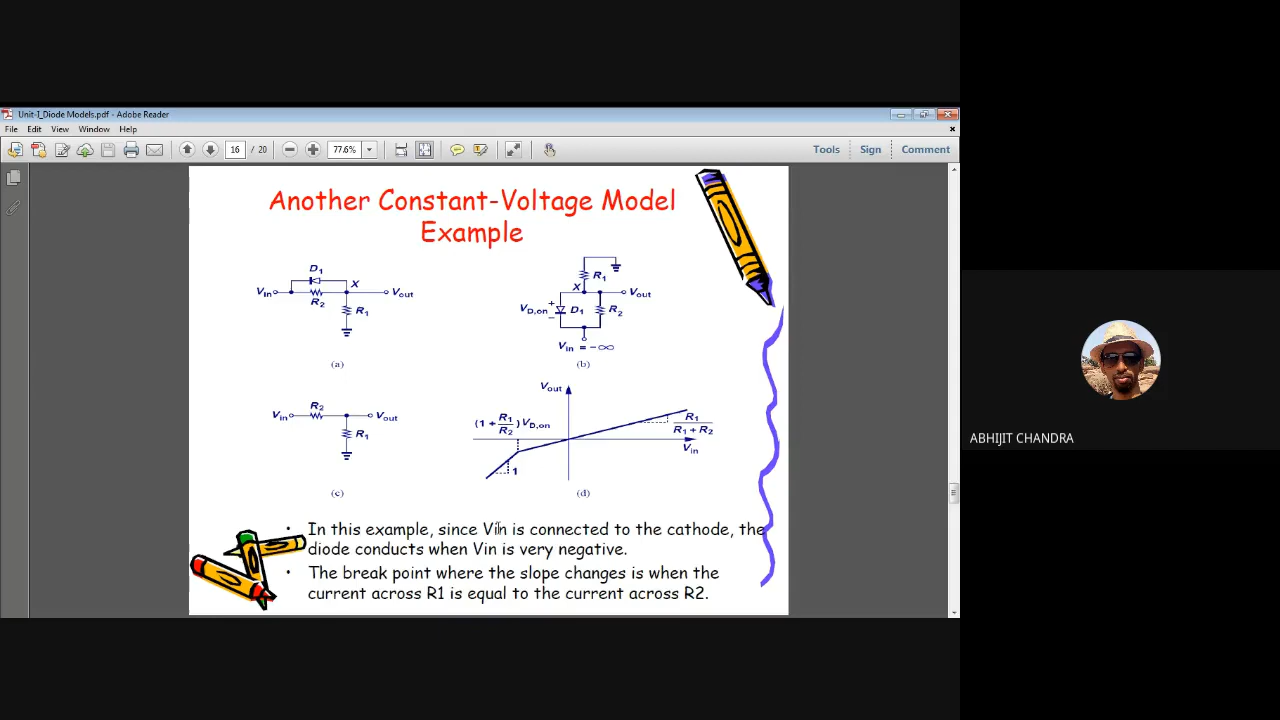 Unit-I_Diode Models.pdf - Adobe Reader
File Edit View Window Help
16 / 20 77.6% Tools Sign Comment
Another Constant-Voltage Model
Example
D1
X
Vin
Vout
R2
R1
(a)
R1
X
Vout
VD,on
+
−
D1
R2
Vin = −∞
(b)
R2
Vin
Vout
R1
(c)
Vout
(1 + R1/R2) VD,on
R1
R1 + R2
Vin
1
(d)
• In this example, since Vin is connected to the cathode, the
diode conducts when Vin is very negative.
• The break point where the slope changes is when the
current across R1 is equal to the current across R2.
ABHIJIT CHANDRA